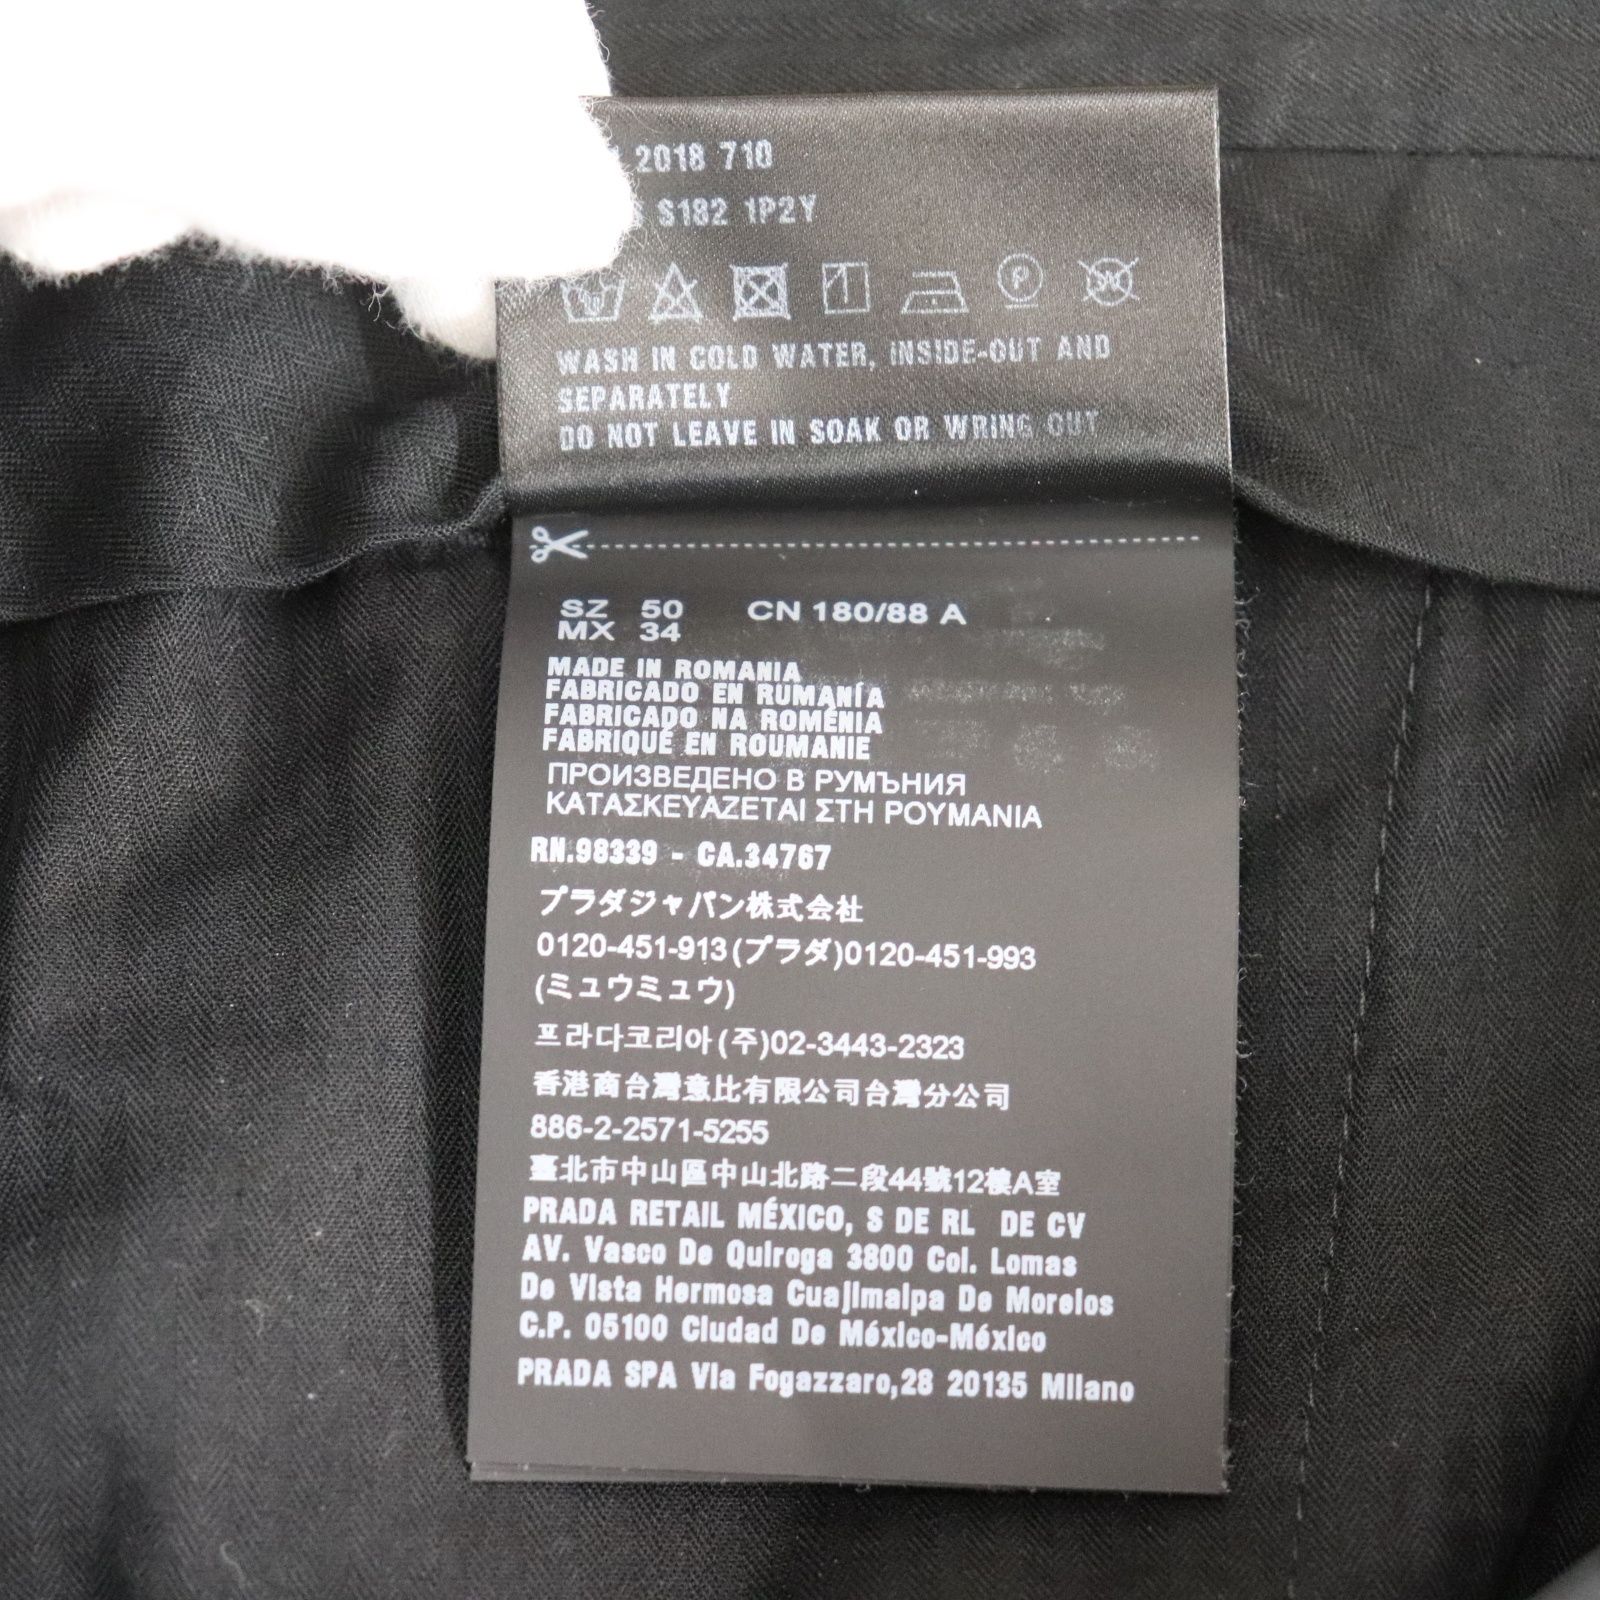 2018 710
S182 1P2Y
WASH IN COLD WATER, INSIDE-OUT AND
SEPARATELY
DO NOT LEAVE IN SOAK OR WRING OUT
SZ 50 CN 180/88 A
MX 34
MADE IN ROMANIA
FABRICADO EN RUMANÍA
FABRICADO NA ROMÉNIA
FABRIQUÉ EN ROUMANIE
ПРОИЗВЕДЕНО В РУМЪНИЯ
ΚΑΤΑΣΚΕΥΑΖΕΤΑΙ ΣΤΗ ΡΟΥΜΑΝΙΑ
RN.98339 - CA.34767
プラダジャパン株式会社
0120-451-913(プラダ)0120-451-993
(ミュウミュウ)
프라다코리아(주)02-3443-2323
香港商台灣意比有限公司台灣分公司
886-2-2571-5255
臺北市中山區中山北路二段44號12樓A室
PRADA RETAIL MÉXICO, S DE RL DE CV
AV. Vasco De Quiroga 3800 Col. Lomas
De Vista Hermosa Cuajimalpa De Morelos
C.P. 05100 Ciudad De México-México
PRADA SPA Via Fogazzaro,28 20135 Milano